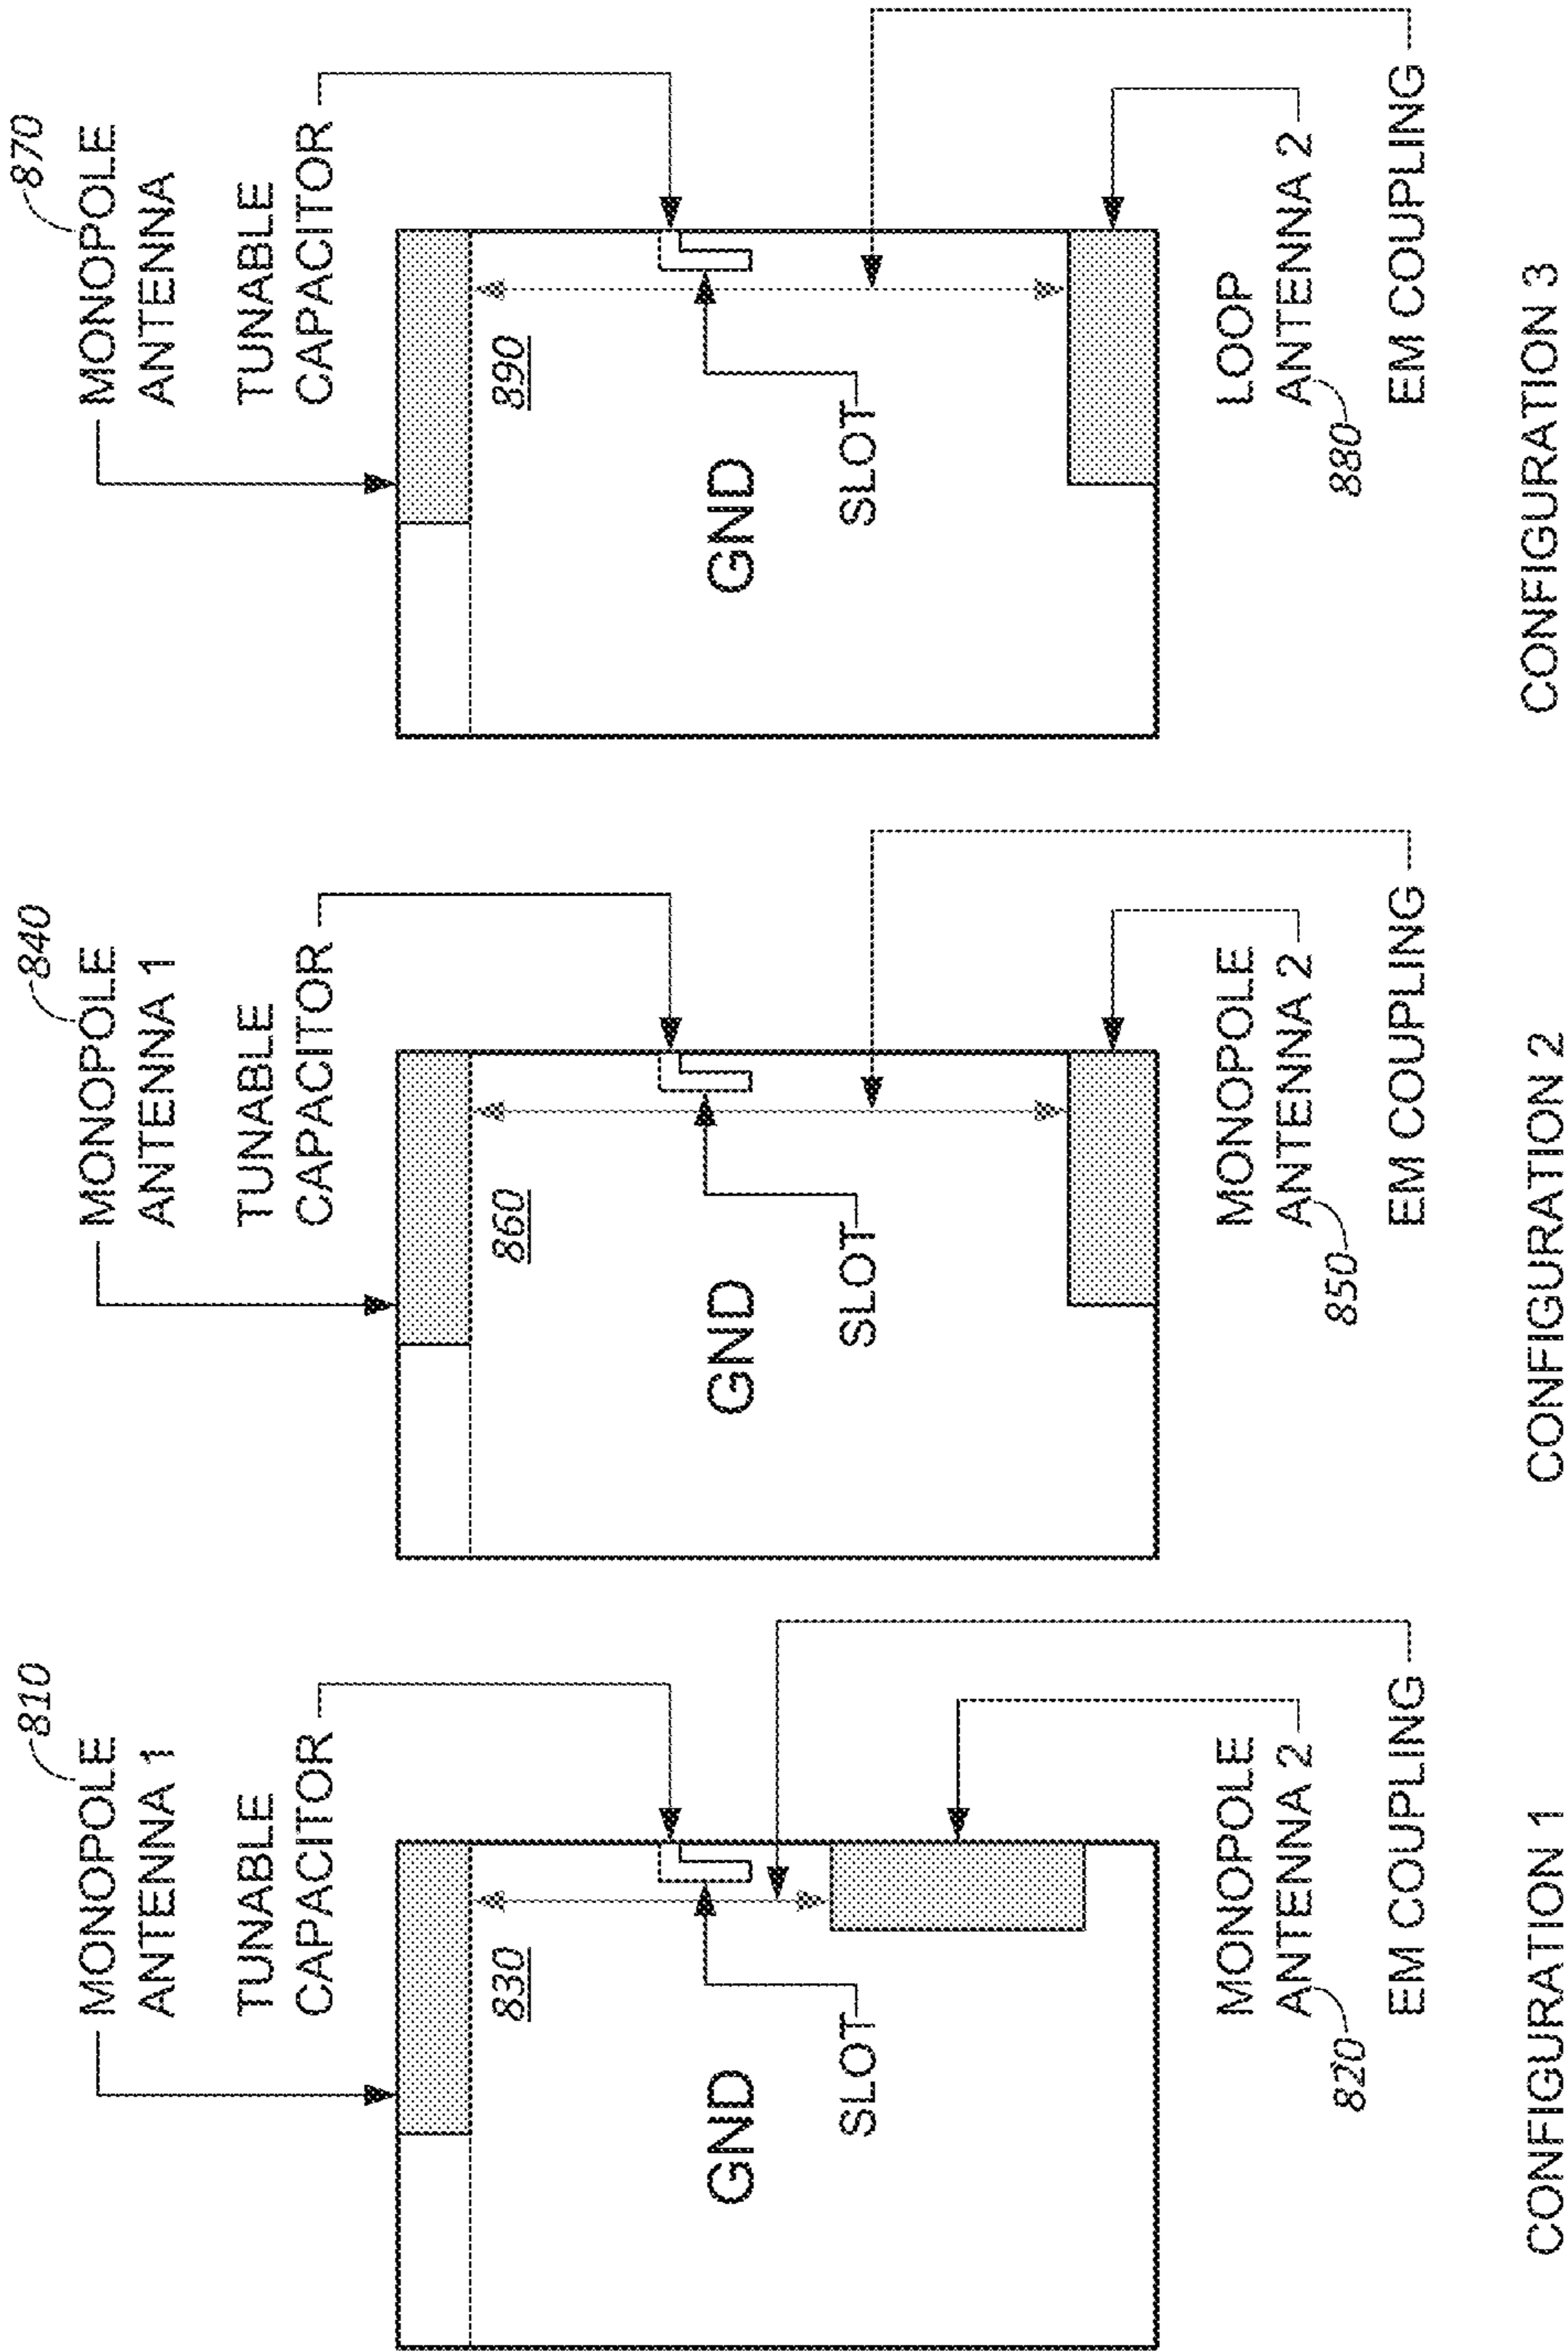 810
MONOPOLE
ANTENNA 1
TUNABLE
CAPACITOR
830
GND
SLOT
MONOPOLE
ANTENNA 2
820
EM COUPLING
CONFIGURATION 1
840
MONOPOLE
ANTENNA 1
TUNABLE
CAPACITOR
860
GND
SLOT
MONOPOLE
ANTENNA 2
850
EM COUPLING
CONFIGURATION 2
870
MONOPOLE
ANTENNA
TUNABLE
CAPACITOR
890
GND
SLOT
LOOP
ANTENNA 2
880
EM COUPLING
CONFIGURATION 3